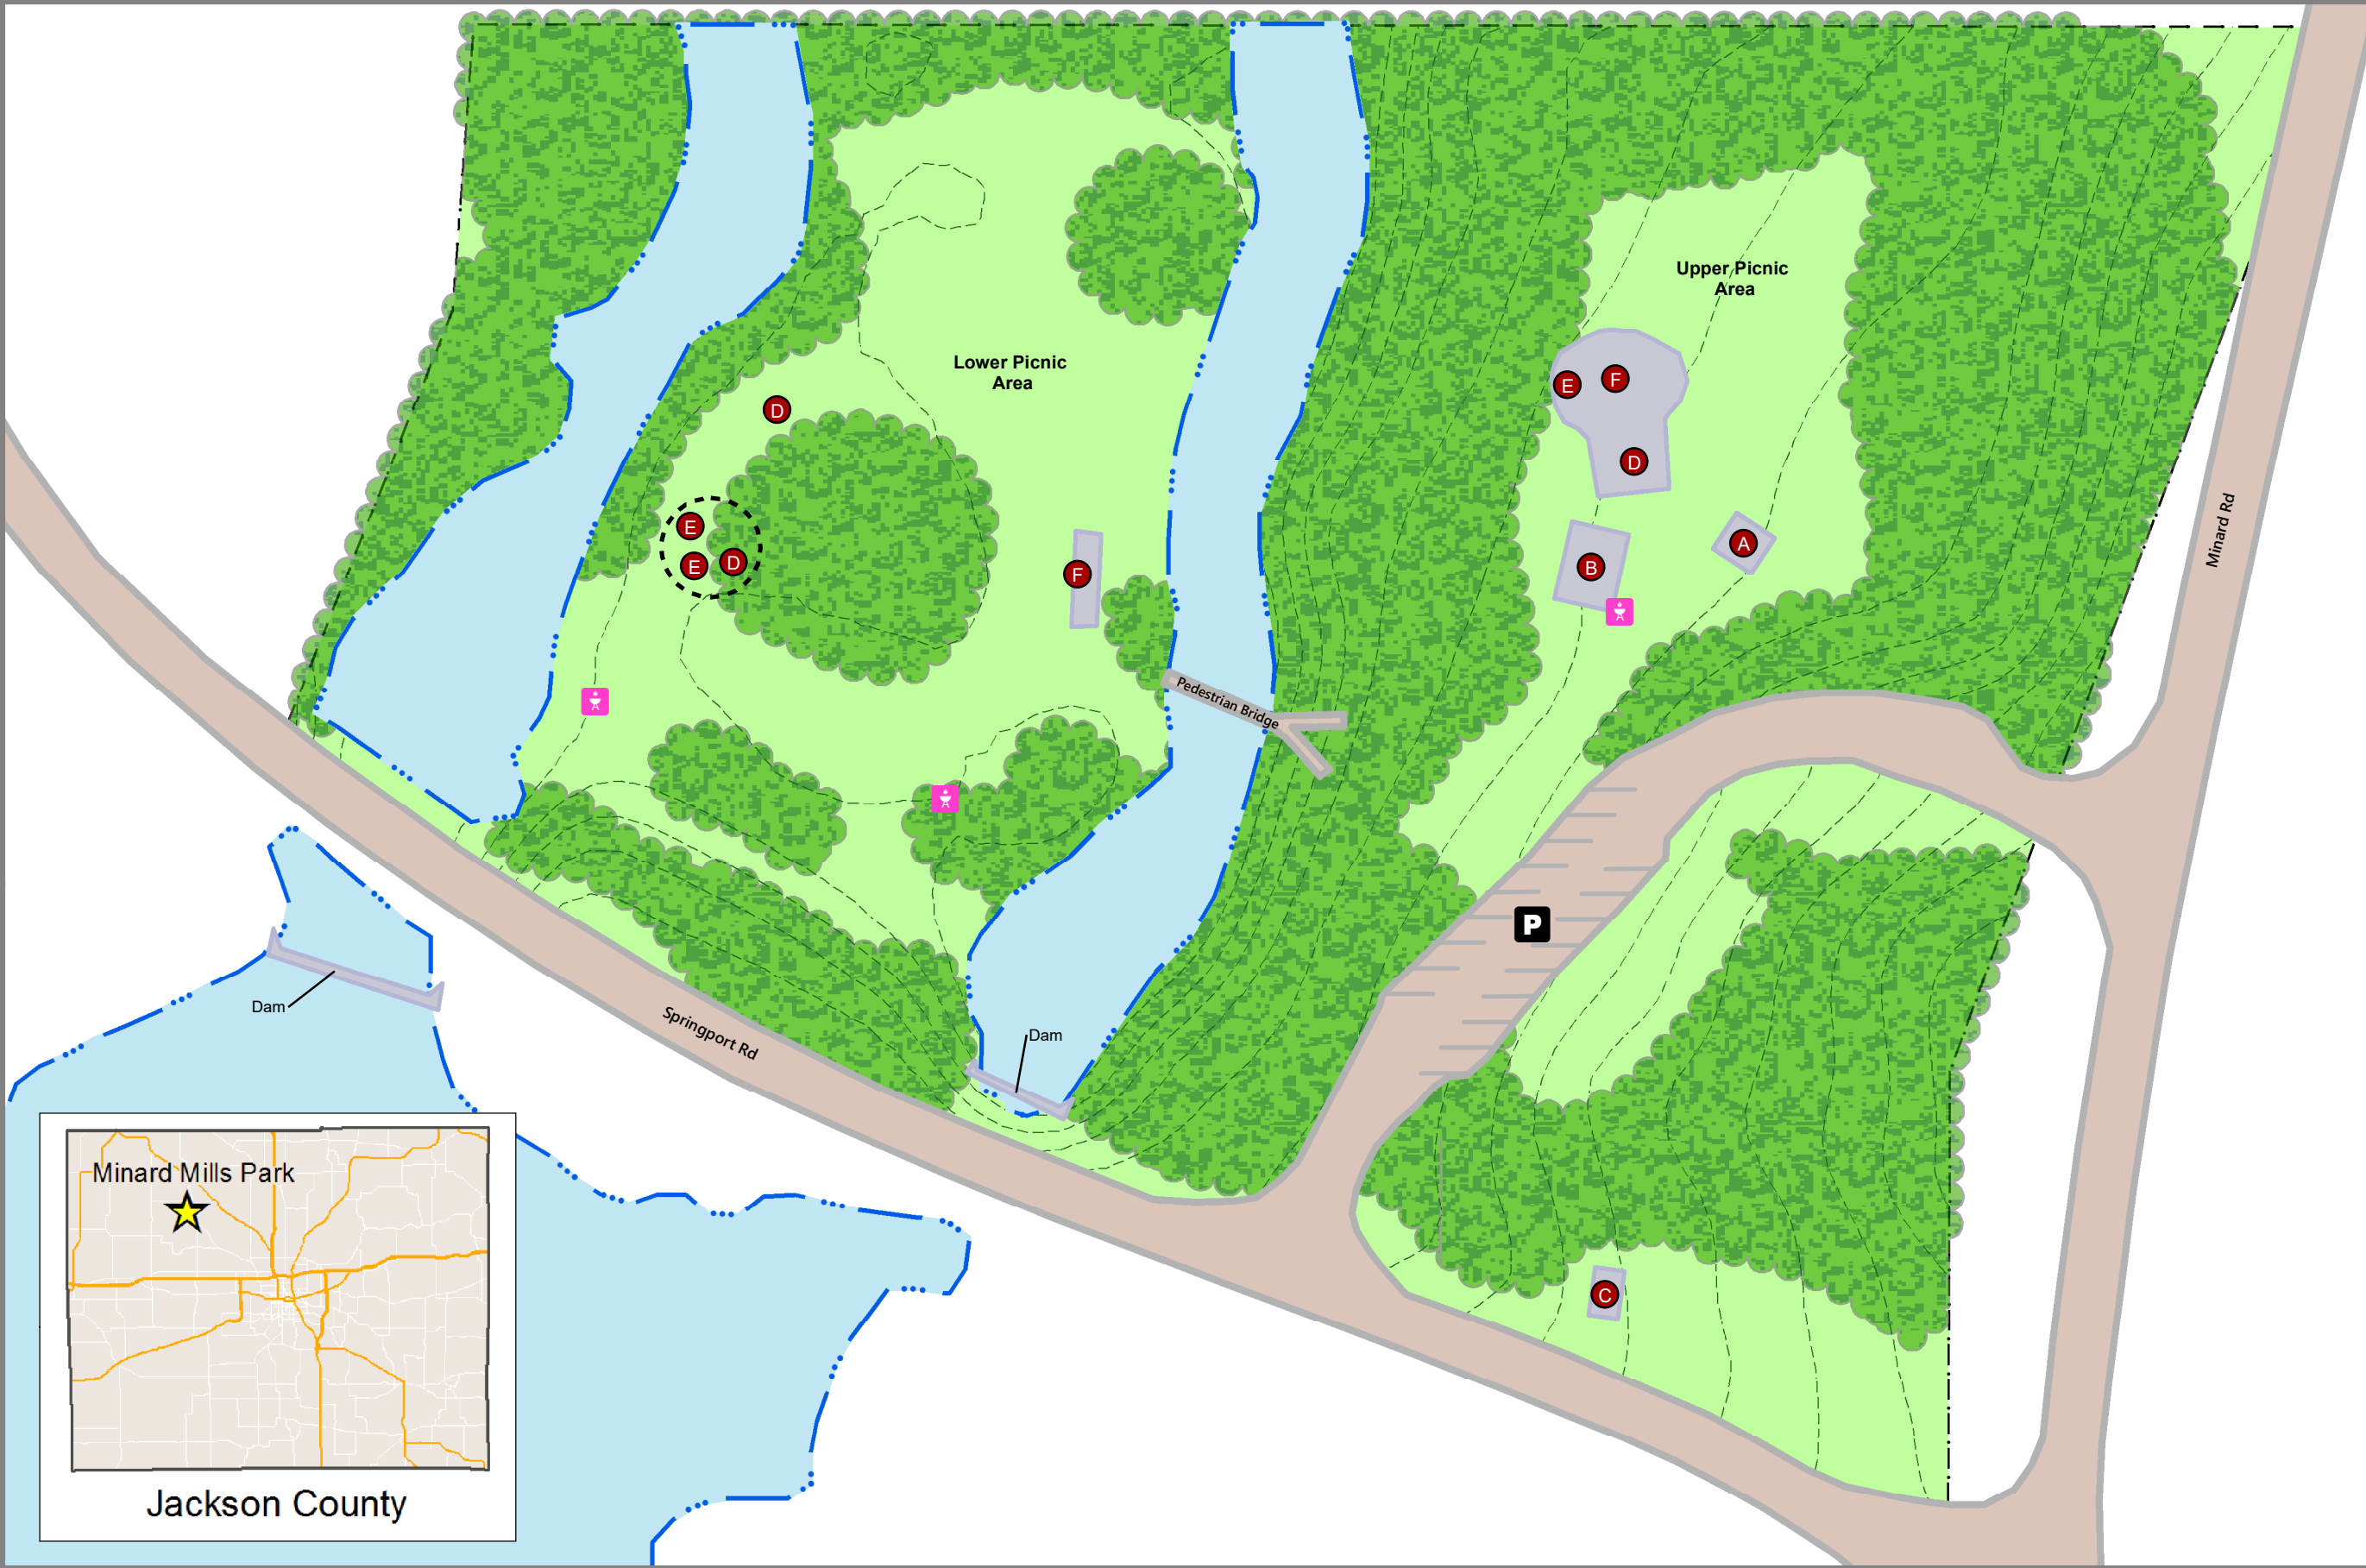 Upper Picnic
Area
Lower Picnic
Area
E
F
D
D
E
E
D
F
A
B
Minard Rd
Pedestrian Bridge
P
Dam
Springport Rd
Dam
C
Minard Mills Park
Jackson County